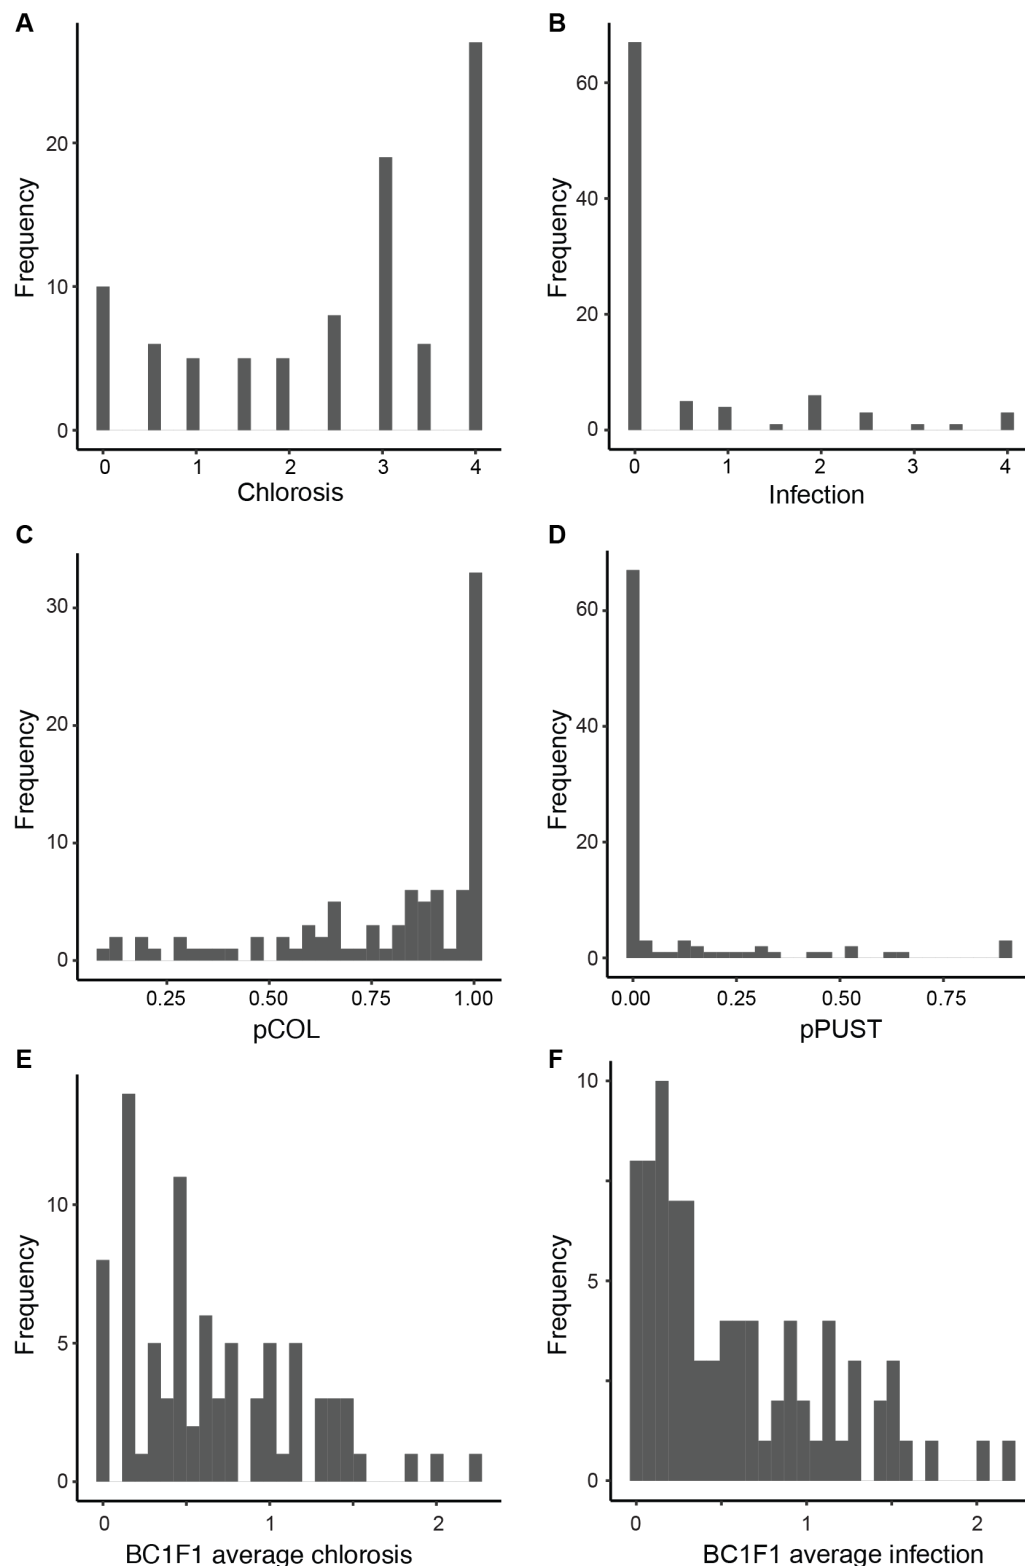 A
Frequency
20
10
0
0 1 2 3 4
Chlorosis
B
Frequency
60
40
20
0
0 1 2 3 4
Infection
C
Frequency
30
20
10
0
0.25 0.50 0.75 1.00
pCOL
D
Frequency
60
40
20
0
0.00 0.25 0.50 0.75
pPUST
E
Frequency
10
5
0
0 1 2
BC1F1 average chlorosis
F
Frequency
10
5
0
0 1 2
BC1F1 average infection